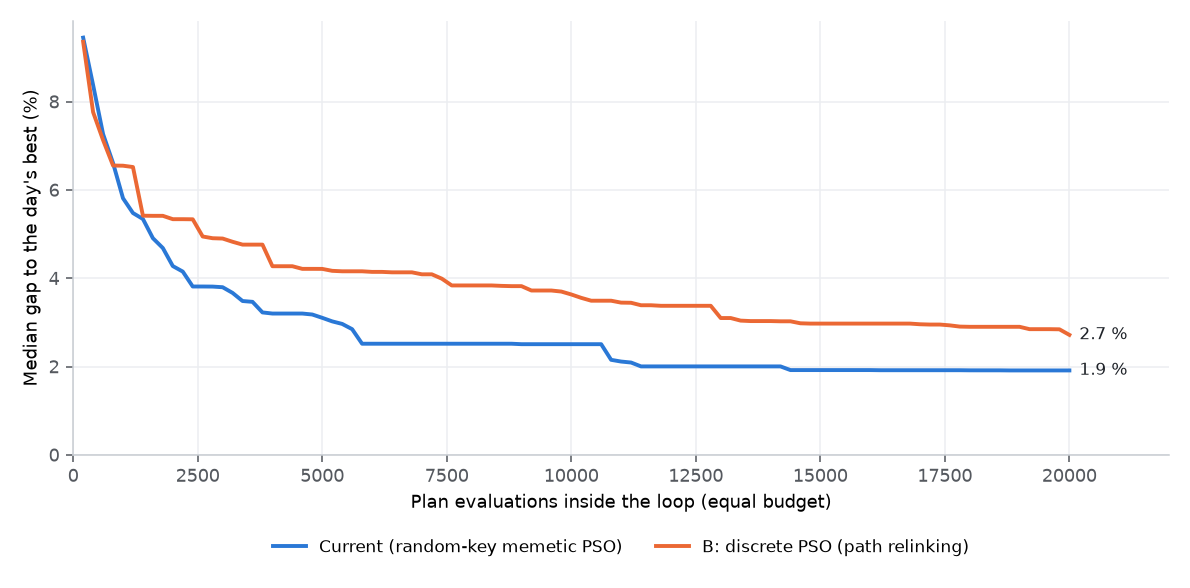 Median gap to the day's best (%)
8
6
4
2
0
2.7 %
1.9 %
0 2500 5000 7500 10000 12500 15000 17500 20000
Plan evaluations inside the loop (equal budget)
Current (random-key memetic PSO) B: discrete PSO (path relinking)